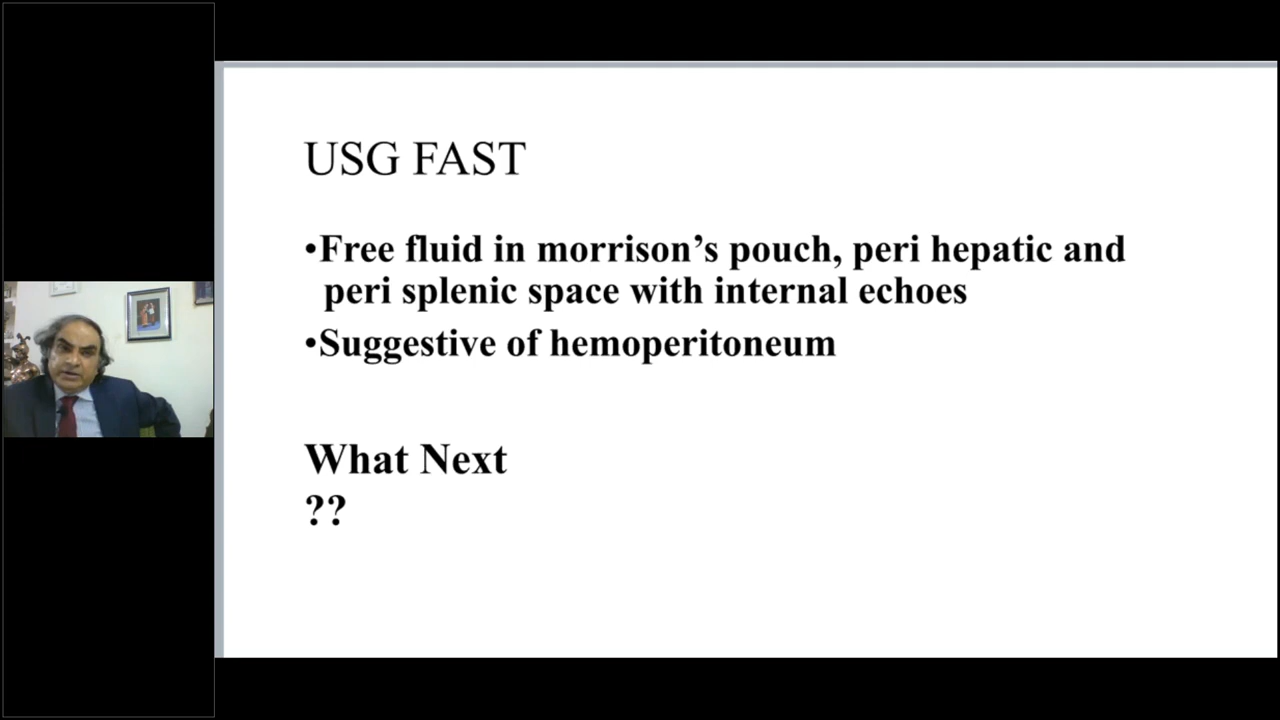 USG FAST
•Free fluid in morrison’s pouch, peri hepatic and
peri splenic space with internal echoes
•Suggestive of hemoperitoneum
What Next
??